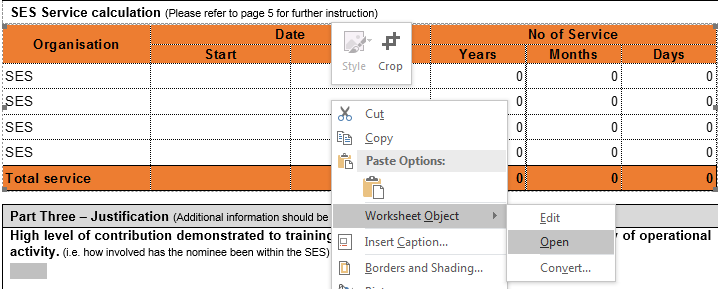 SES Service calculation (Please refer to page 5 for further instruction)
Organisation Date No of Service
Start Years Months Days
SES 0 0 0
SES 0 0 0
SES 0 0 0
SES 0 0 0
Total service 0 0 0
Style Crop
Cut
Copy
Paste Options:
Worksheet Object
Insert Caption...
Borders and Shading...
Edit
Open
Convert...
Part Three – Justification (Additional information should be
High level of contribution demonstrated to training y of operational
activity. (i.e. how involved has the nominee been within the SES)